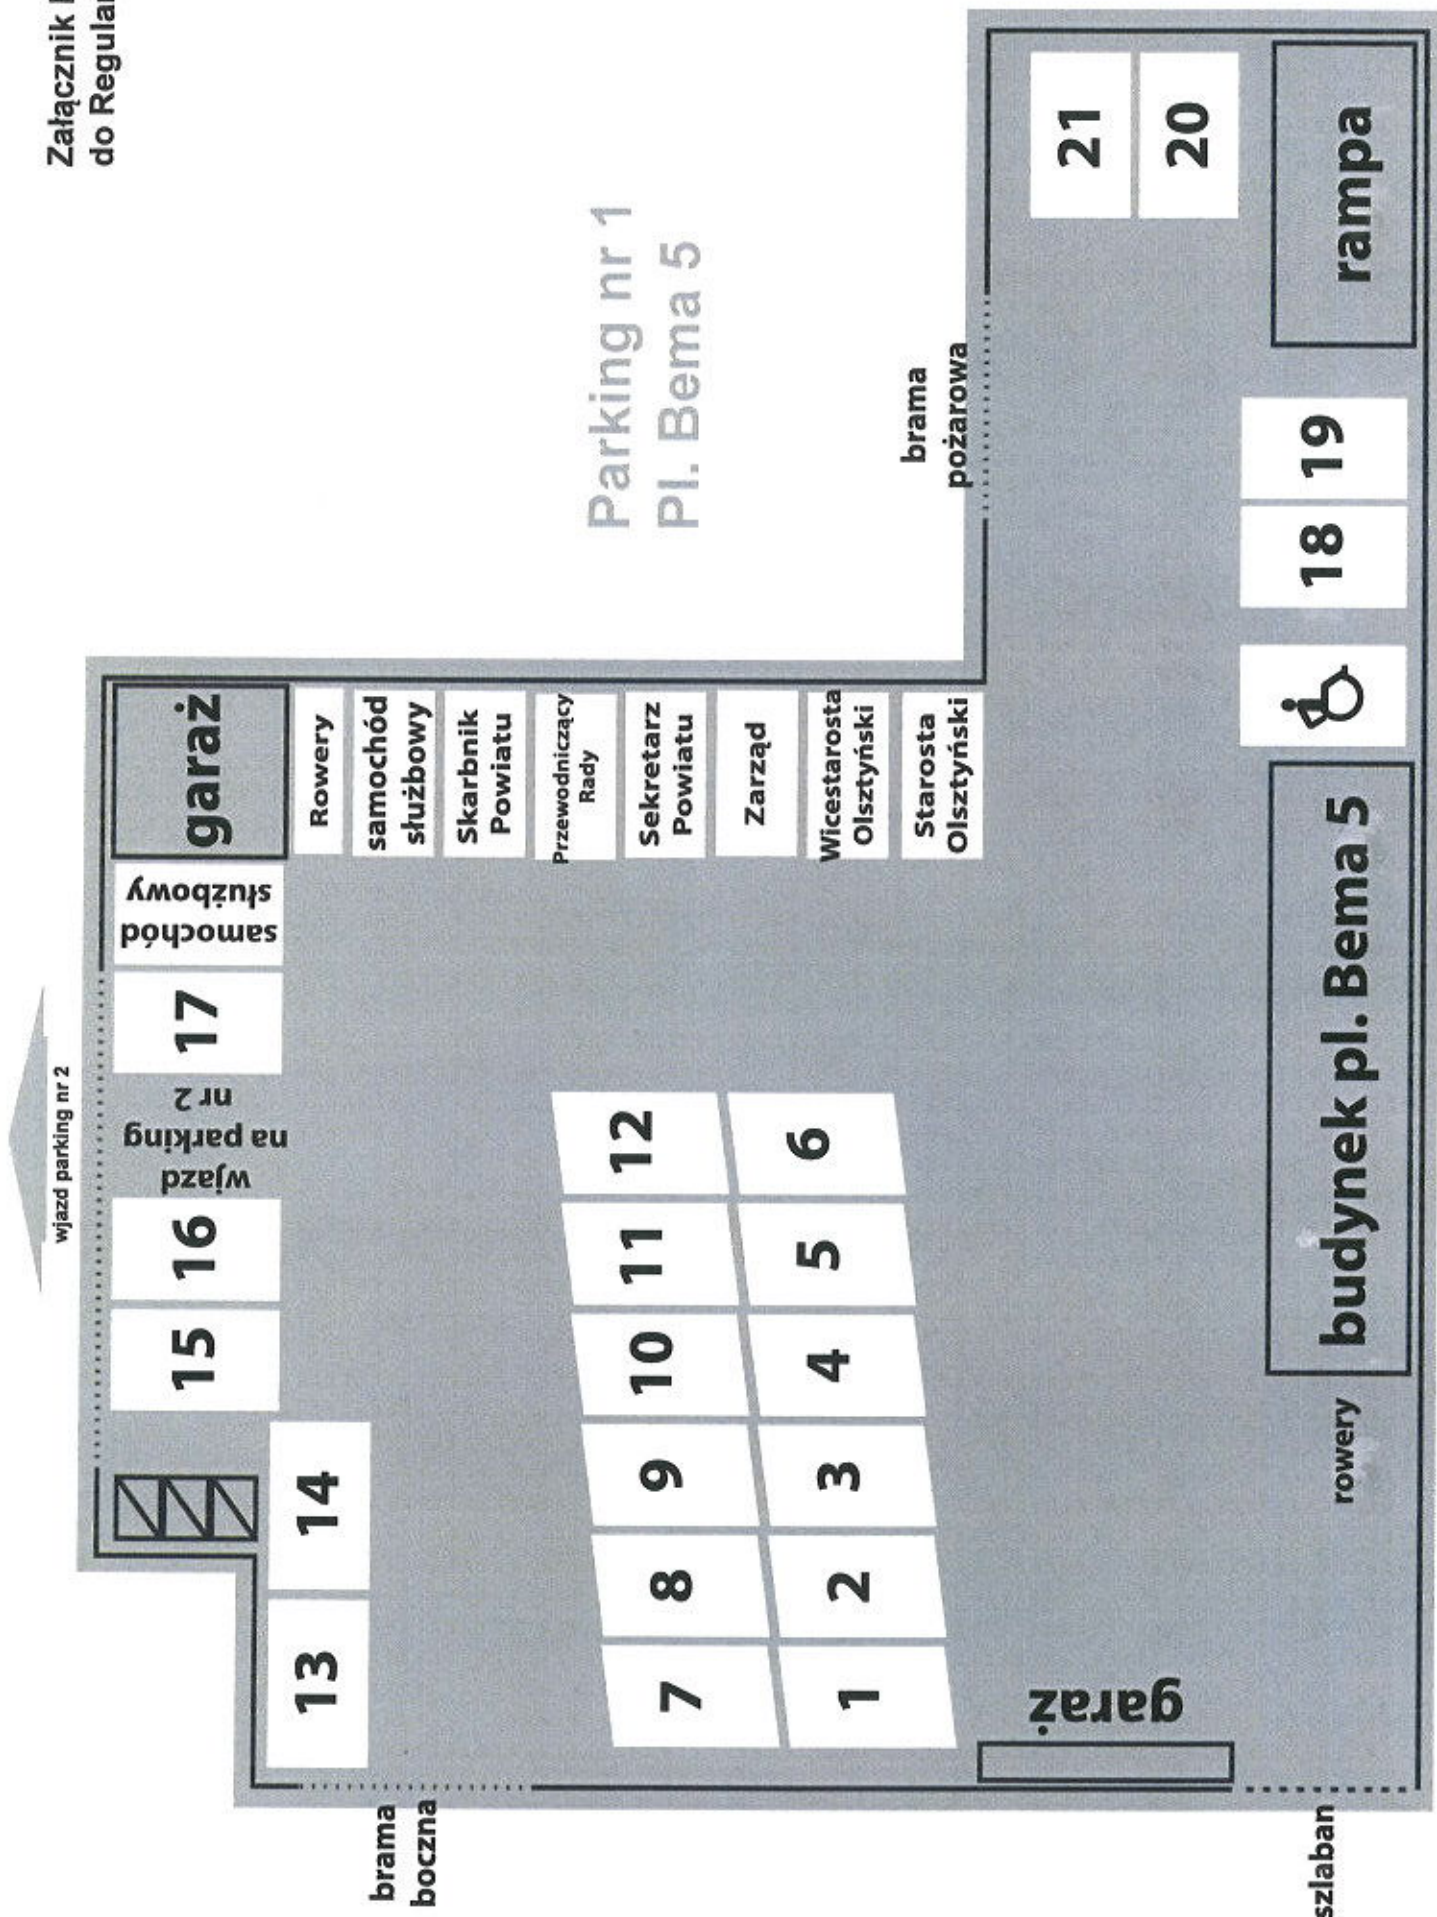 Załącznik
do
wjazd parking nr 2
15
16
wjazd
na parking
nr 2
17
samochód
służbowy
garaż
13
14
Rowery
samochód
służbowy
Skarbnik
Powiatu
Przewodniczący
Rady
Sekretarz
Powiatu
Zarząd
Wicestarosta
Olsztyński
Starosta
Olsztyński
brama
boczna
Parking nr 1
Pl. Bema 5
7
8
9
10
11
12
1
2
3
4
5
6
brama
pożarowa
garaż
21
20
szlaban
rowery
budynek pl. Bema 5
18
19
rampa